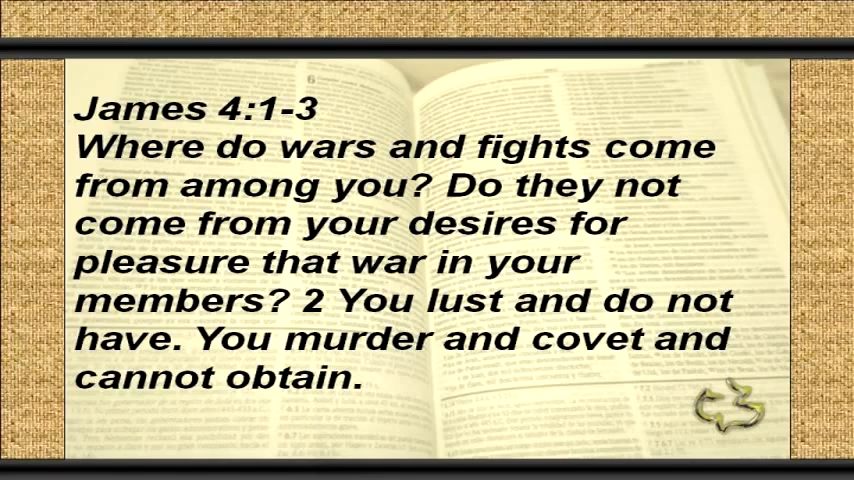 James 4:1-3
Where do wars and fights come
from among you? Do they not
come from your desires for
pleasure that war in your
members? 2 You lust and do not
have. You murder and covet and
cannot obtain.